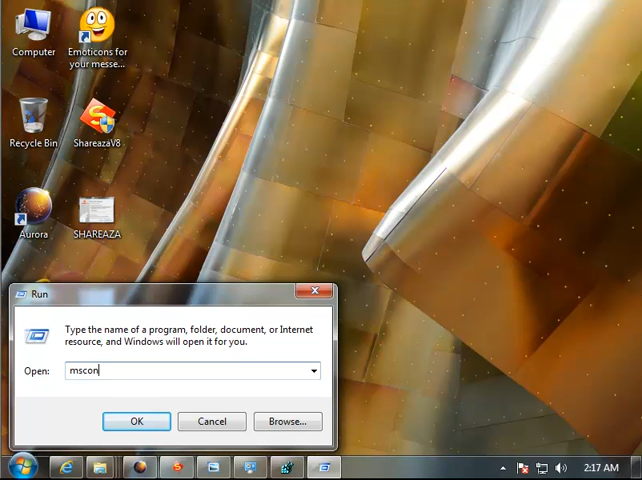 Computer
Emoticons for
your messe...
Recycle Bin
ShareazaV8
Aurora
SHAREAZA
Run
Type the name of a program, folder, document, or Internet
resource, and Windows will open it for you.
Open:
mscon
OK
Cancel
Browse...
2:17 AM